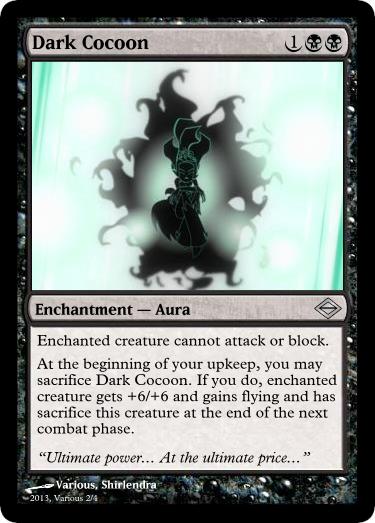 Dark Cocoon 1
Enchantment — Aura
Enchanted creature cannot attack or block.
At the beginning of your upkeep, you may
sacrifice Dark Cocoon. If you do, enchanted
creature gets +6/+6 and gains flying and has
sacrifice this creature at the end of the next
combat phase.
“Ultimate power... At the ultimate price...”
Various, Shirlendra
2013, Various 2/4